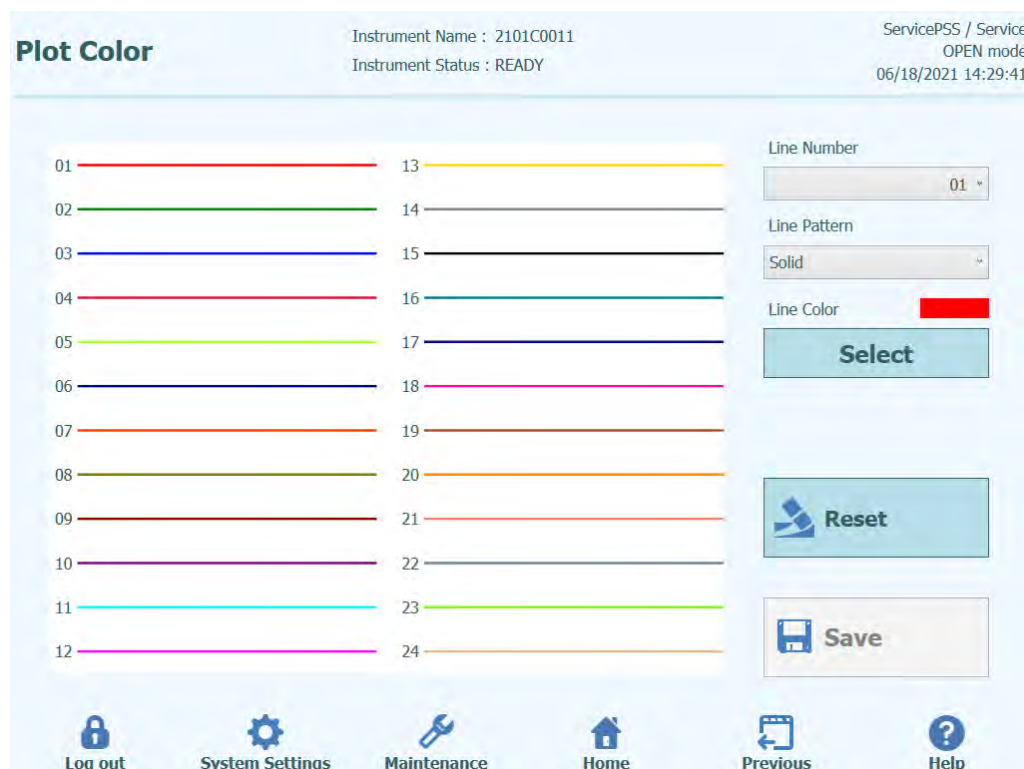 Plot Color
Instrument Name : 2101C0011
Instrument Status : READY
ServicePSS / Service
OPEN mode
06/18/2021 14:29:41
01
02
03
04
05
06
07
08
09
10
11
12
13
14
15
16
17
18
19
20
21
22
23
24
Line Number
01
Line Pattern
Solid
Line Color
Select
Reset
Save
Log out
System Settings
Maintenance
Home
Previous
Help